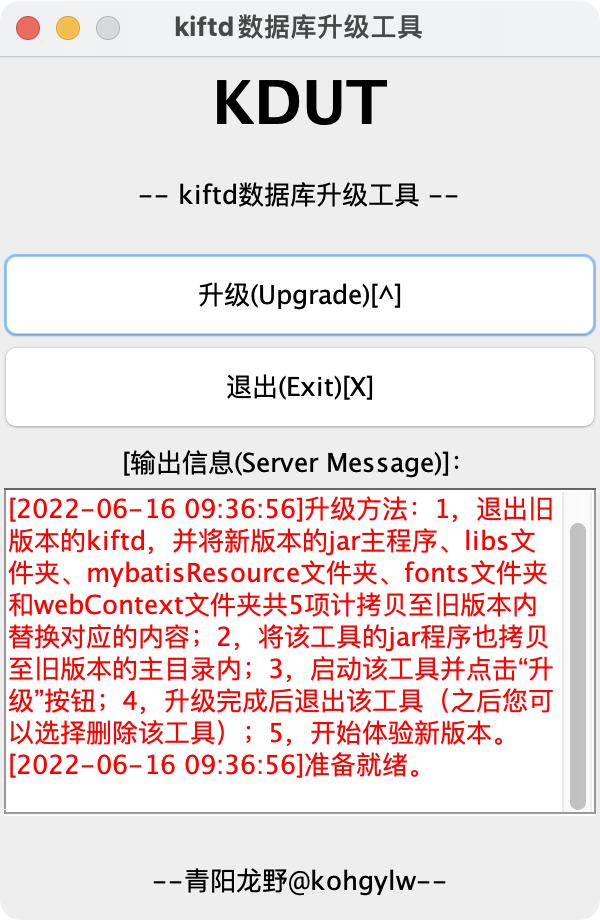 kiftd数据库升级工具
KDUT
-- kiftd数据库升级工具 --
升级(Upgrade)[^]
退出(Exit)[X]
[输出信息(Server Message)]:
[2022-06-16 09:36:56]升级方法：1，退出旧
版本的kiftd，并将新版本的jar主程序、libs文
件夹、mybatisResource文件夹、fonts文件夹
和webContext文件夹共5项计拷贝至旧版本内
替换对应的内容；2，将该工具的jar程序也拷贝
至旧版本的主目录内；3，启动该工具并点击“升
级”按钮；4，升级完成后退出该工具（之后您可
以选择删除该工具）；5，开始体验新版本。
[2022-06-16 09:36:56]准备就绪。
--青阳龙野@kohgylw--